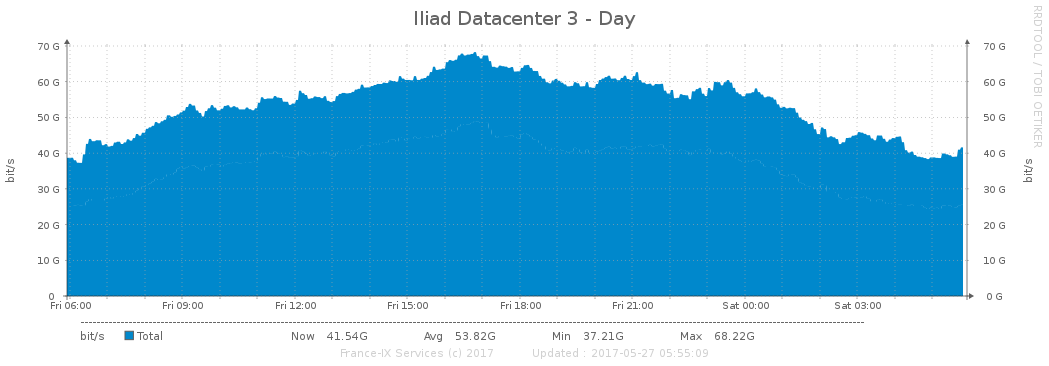 Iliad Datacenter 3 - Day
RRDTOOL / TOBI OETIKER
70 G 70 G
60 G 60 G
50 G 50 G
40 G 40 G
bit/s bit/s
30 G 30 G
20 G 20 G
10 G 10 G
0 0 G
Fri 06:00 Fri 09:00 Fri 12:00 Fri 15:00 Fri 18:00 Fri 21:00 Sat 00:00 Sat 03:00
bit/s Total Now 41.54G Avg 53.82G Min 37.21G Max 68.22G
France-IX Services (c) 2017 Updated : 2017-05-27 05:55:09